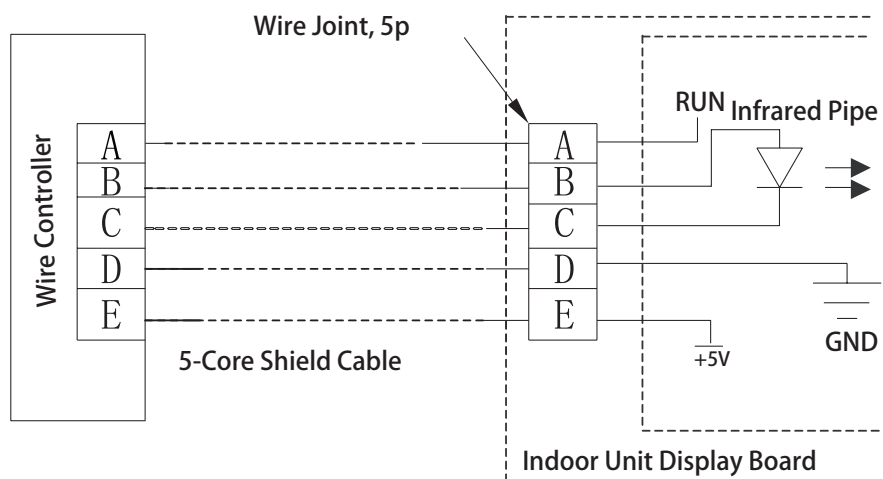 Wire Joint, 5p
RUN
Infrared Pipe
Wire Controller
A
B
C
D
E
A
B
C
D
E
+5V
GND
5-Core Shield Cable
Indoor Unit Display Board